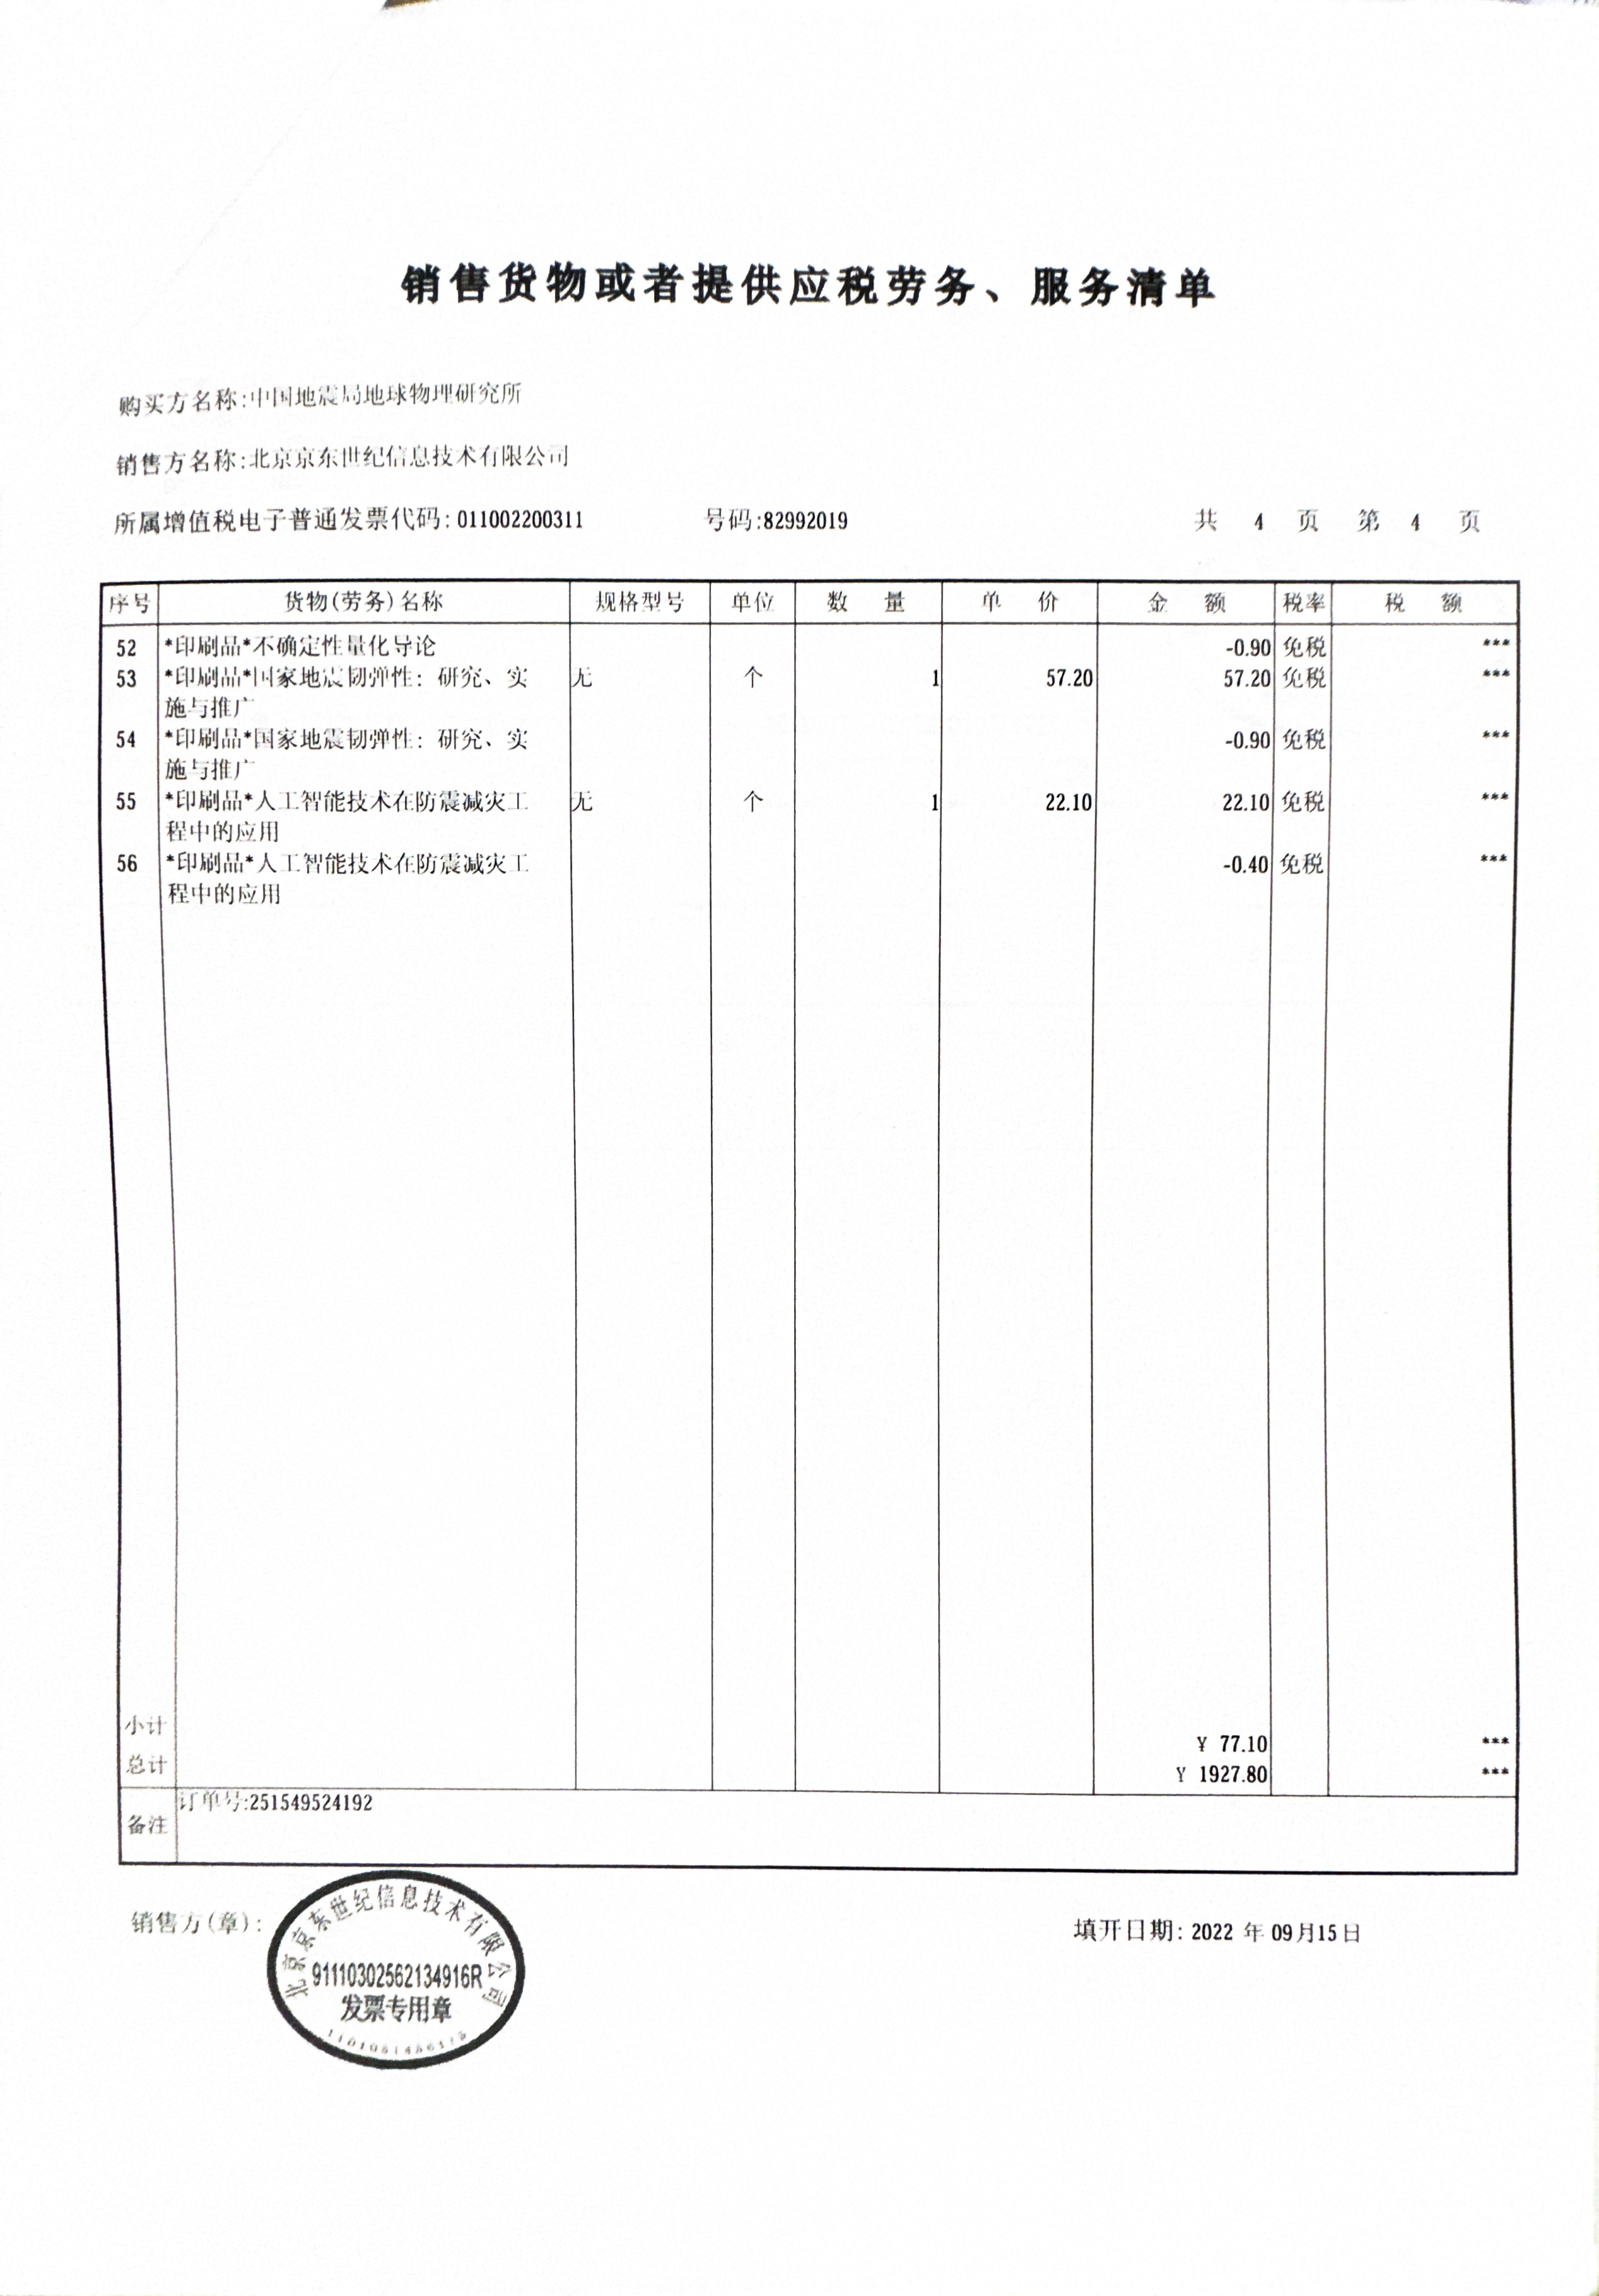 销售货物或者提供应税劳务、服务清单
购买方名称:中国地震局地球物理研究所
销售方名称:北京京东世纪信息技术有限公司
所属增值税电子普通发票代码: 011002200311 号码:82992019 共 4 页 第 4 页
序号 货物(劳务)名称 规格型号 单位 数 量 单 价 金 额 税率 税 额
52 *印刷品*不确定性量化导论 -0.90 免税 ***
53 *印刷品*国家地震韧弹性：研究、实 无 个 1 57.20 57.20 免税 ***
施与推广
54 *印刷品*国家地震韧弹性：研究、实 -0.90 免税 ***
施与推广
55 *印刷品*人工智能技术在防震减灾工 无 个 1 22.10 22.10 免税 ***
程中的应用
56 *印刷品*人工智能技术在防震减灾工 -0.40 免税 ***
程中的应用
小计 ¥ 77.10 ***
总计 ¥ 1927.80 ***
备注 订单号:251549524192
销售方(章):
填开日期: 2022 年 09月15日
北京京东世纪信息技术有限公司
91110302562134916R
发票专用章